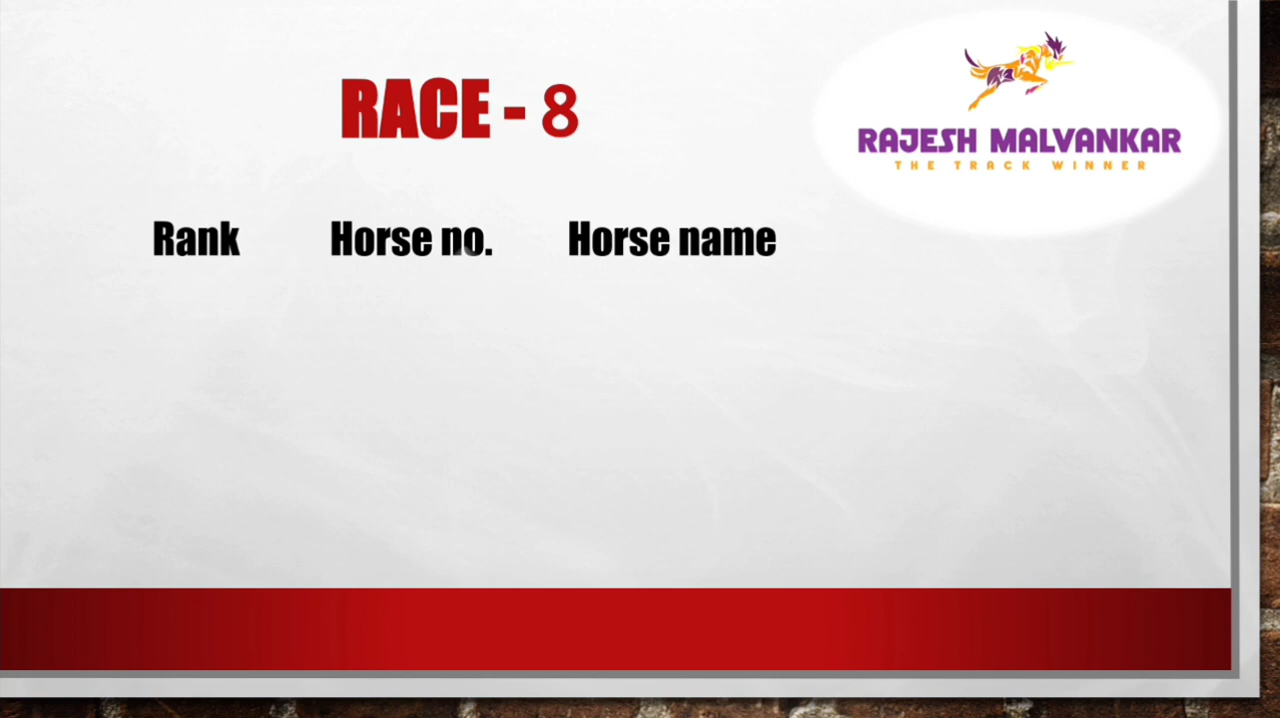 RACE - 8
RAJESH MALVANKAR
THE TRACK WINNER
Rank Horse no. Horse name